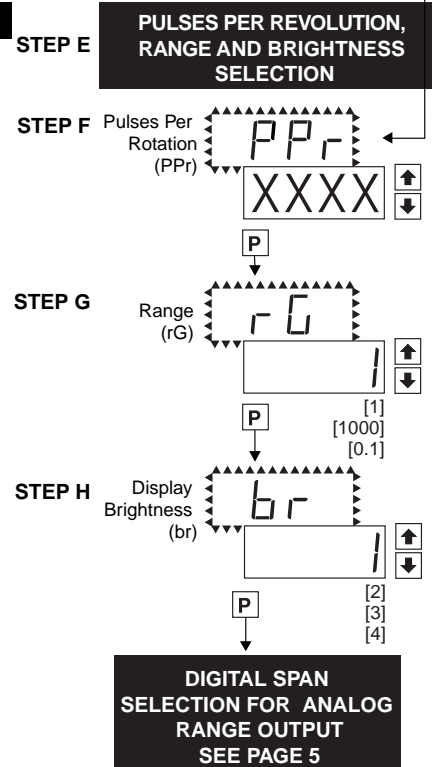 STEP E
PULSES PER REVOLUTION,
RANGE AND BRIGHTNESS
SELECTION
STEP F
Pulses Per
Rotation
(PPr)
PPr
XXXX
P
STEP G
Range
(rG)
rG
1
[1]
[1000]
[0.1]
P
STEP H
Display
Brightness
(br)
br
1
[2]
[3]
[4]
P
DIGITAL SPAN
SELECTION FOR ANALOG
RANGE OUTPUT
SEE PAGE 5